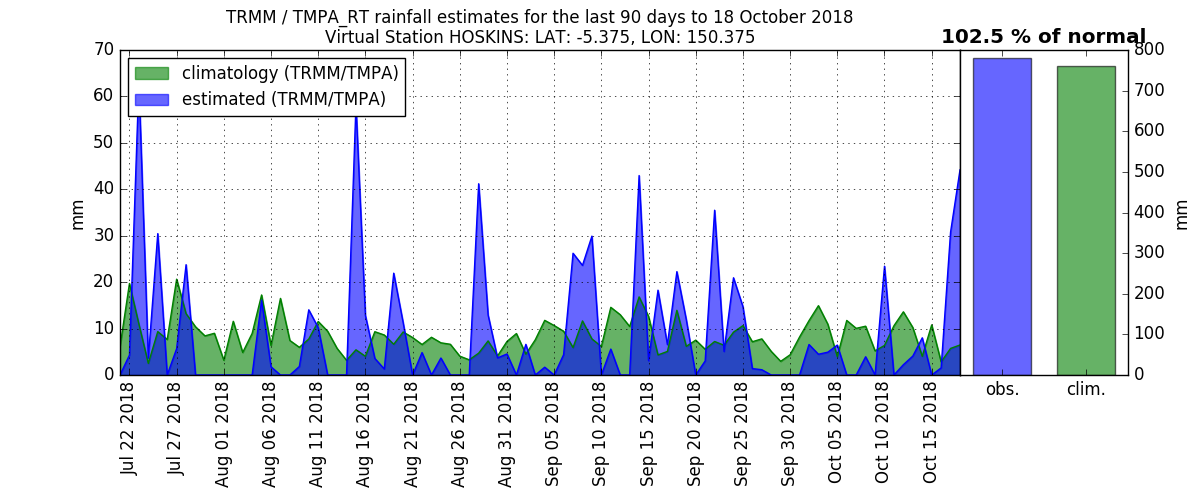 TRMM / TMPA_RT rainfall estimates for the last 90 days to 18 October 2018
Virtual Station HOSKINS: LAT: -5.375, LON: 150.375
102.5 % of normal
climatology (TRMM/TMPA)
estimated (TRMM/TMPA)
mm
70
60
50
40
30
20
10
0
Jul 22 2018
Jul 27 2018
Aug 01 2018
Aug 06 2018
Aug 11 2018
Aug 16 2018
Aug 21 2018
Aug 26 2018
Aug 31 2018
Sep 05 2018
Sep 10 2018
Sep 15 2018
Sep 20 2018
Sep 25 2018
Sep 30 2018
Oct 05 2018
Oct 10 2018
Oct 15 2018
obs.
clim.
800
700
600
500
400
300
200
100
0
mm